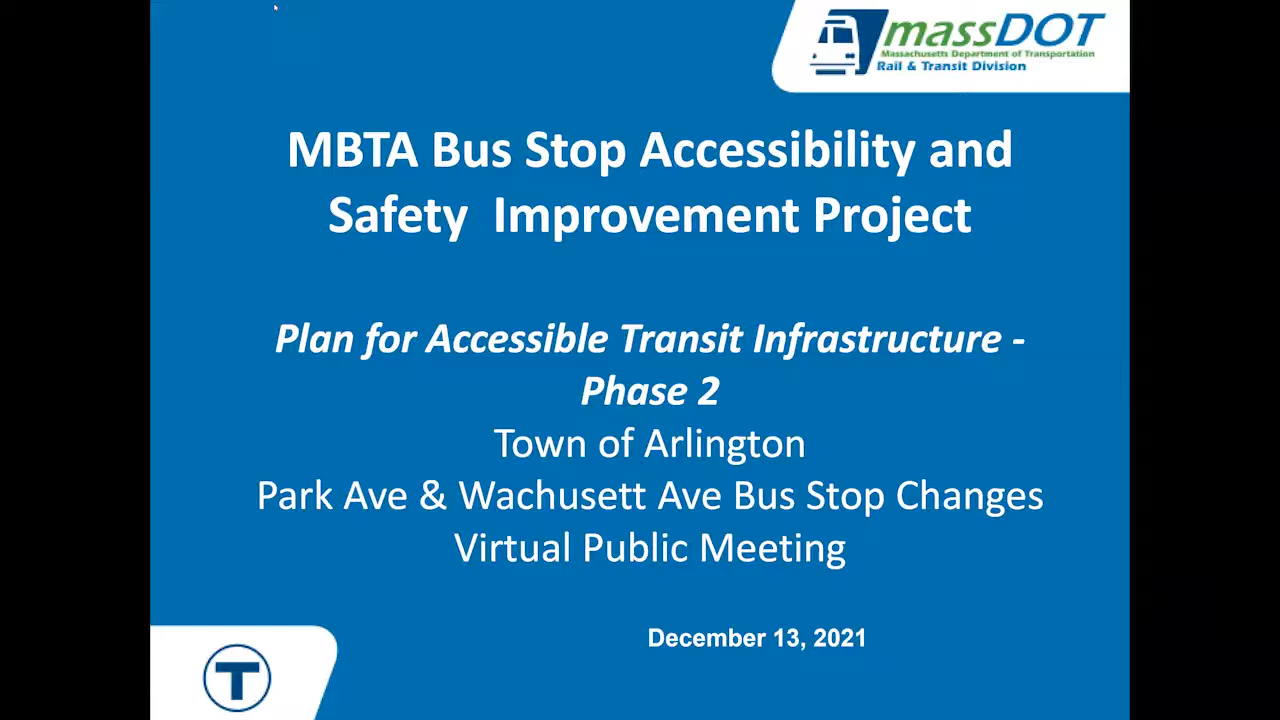 massDOT
Massachusetts Department of Transportation
Rail & Transit Division
MBTA Bus Stop Accessibility and
Safety Improvement Project
Plan for Accessible Transit Infrastructure -
Phase 2
Town of Arlington
Park Ave & Wachusett Ave Bus Stop Changes
Virtual Public Meeting
December 13, 2021
T